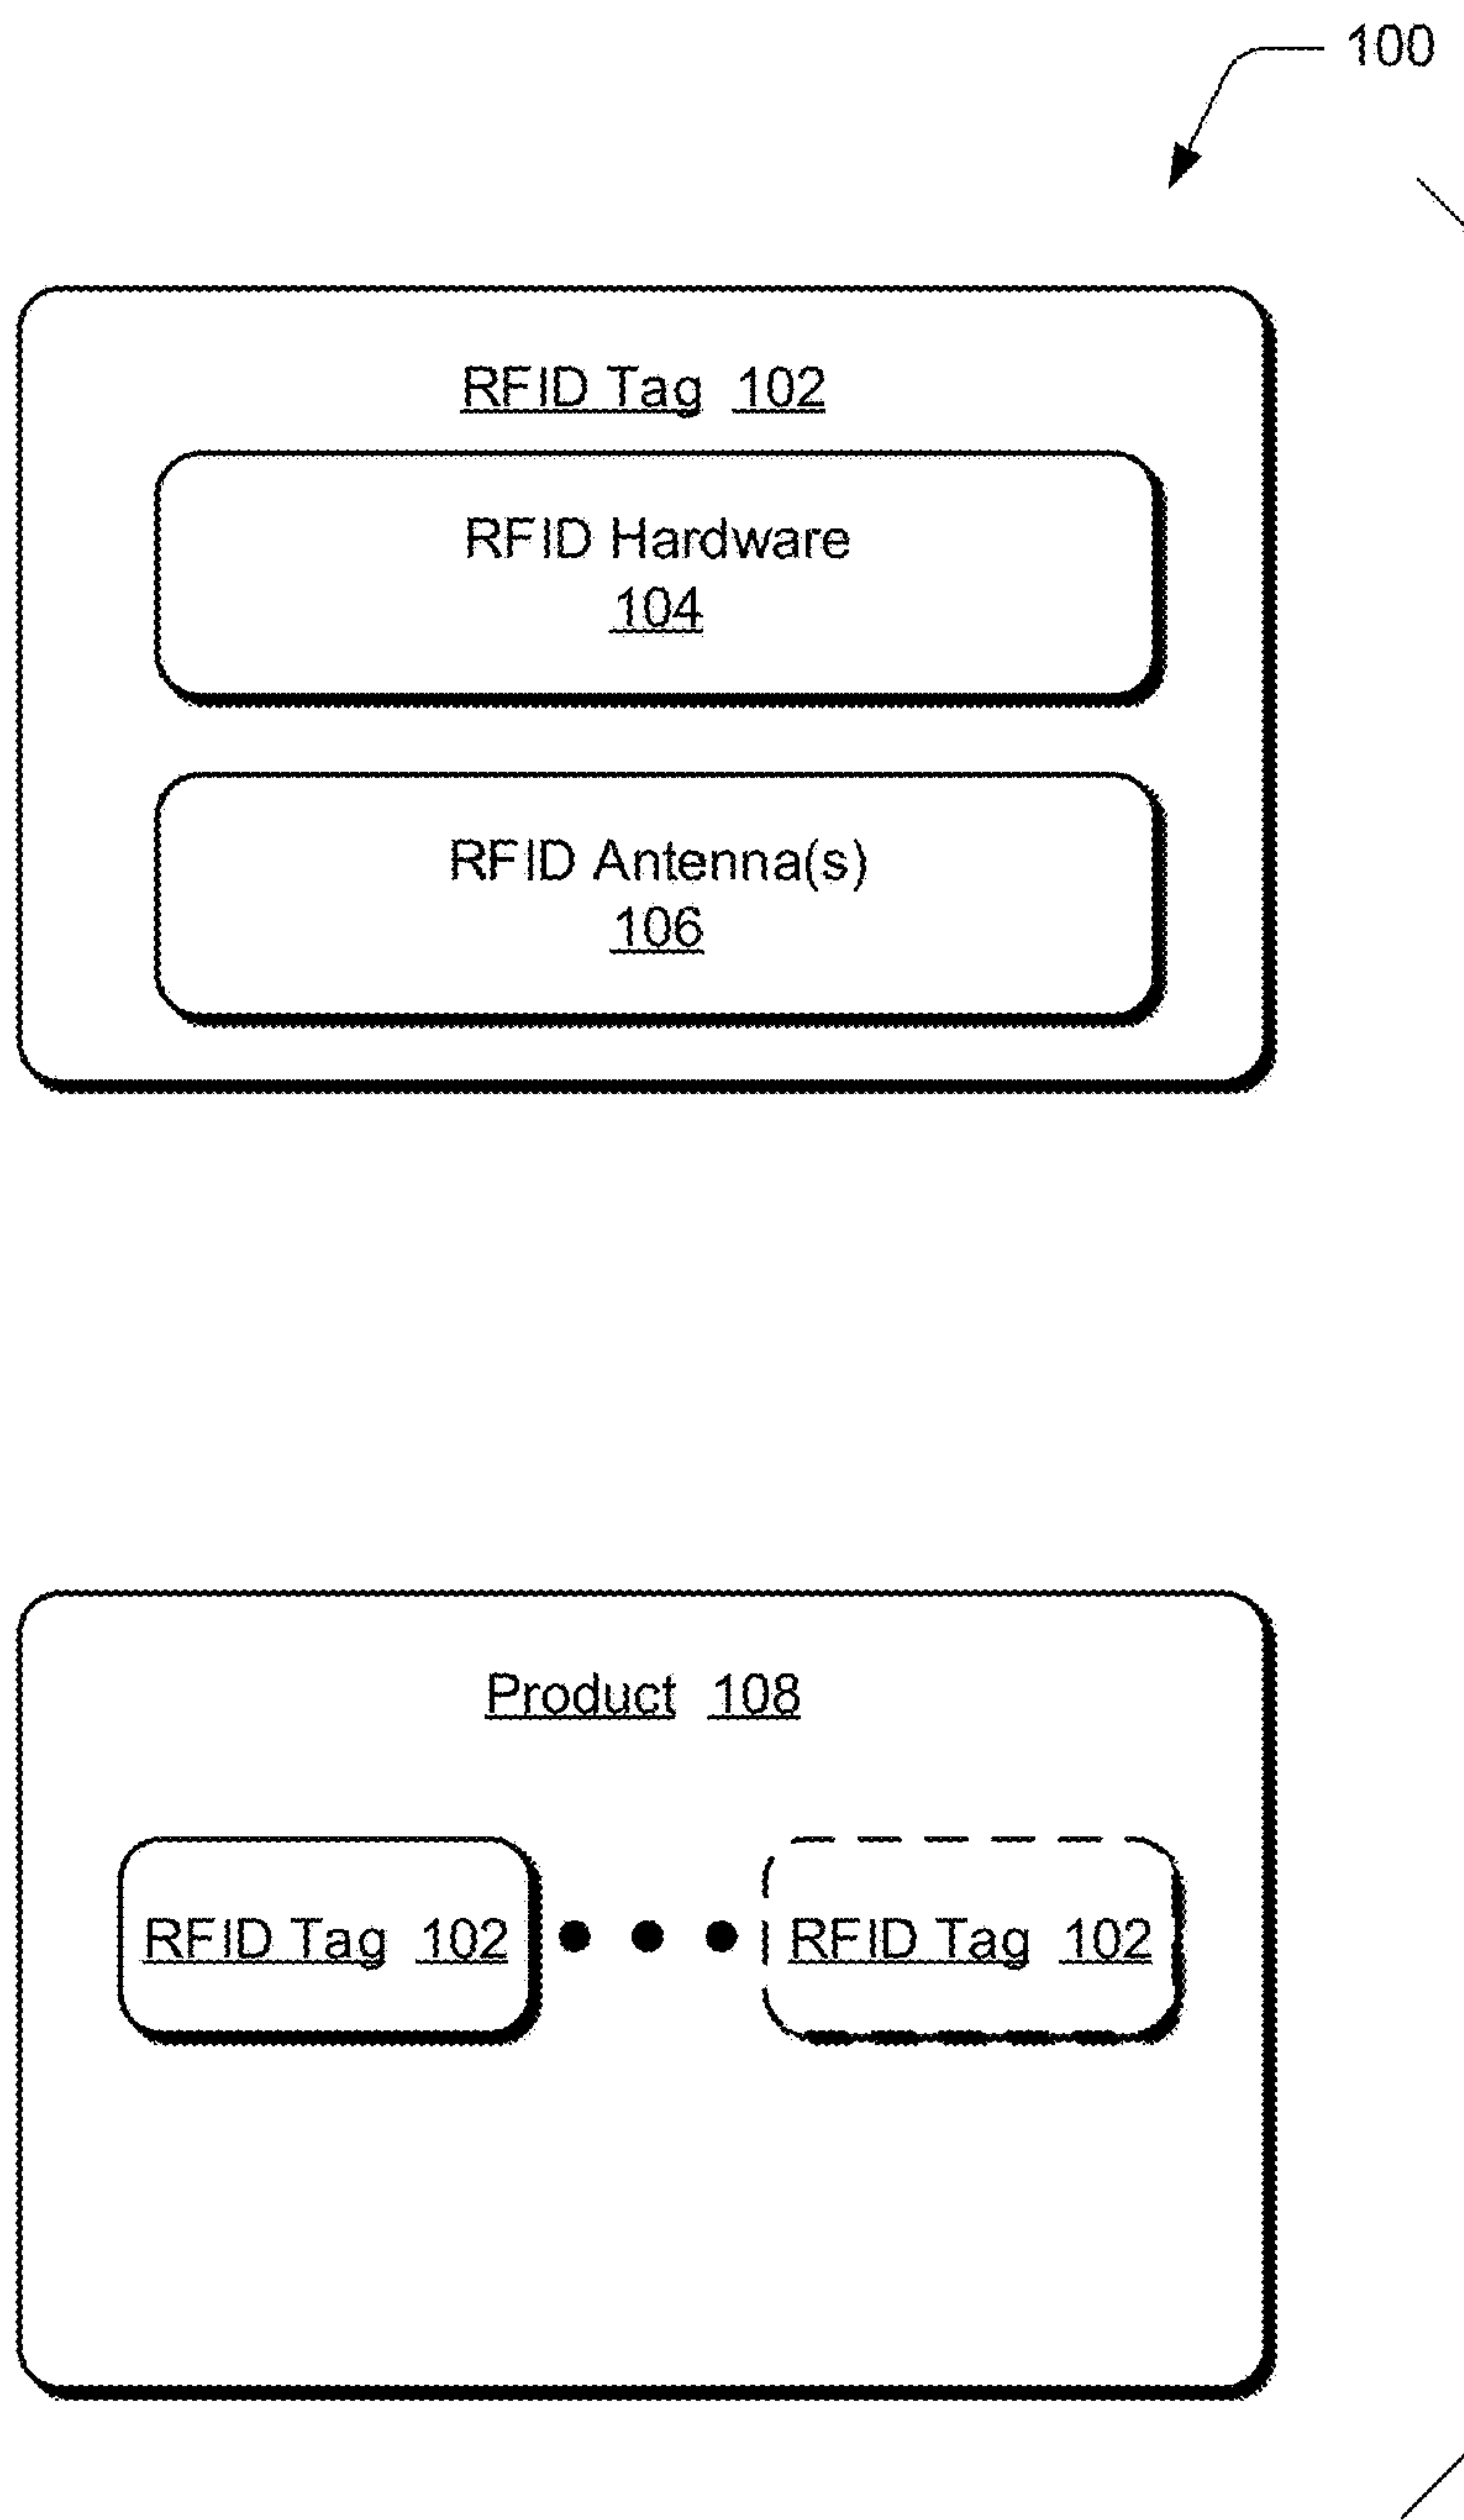 100
RFID Tag 102
RFID Hardware
104
RFID Antenna(s)
106
Product 108
RFID Tag 102 RFID Tag 102